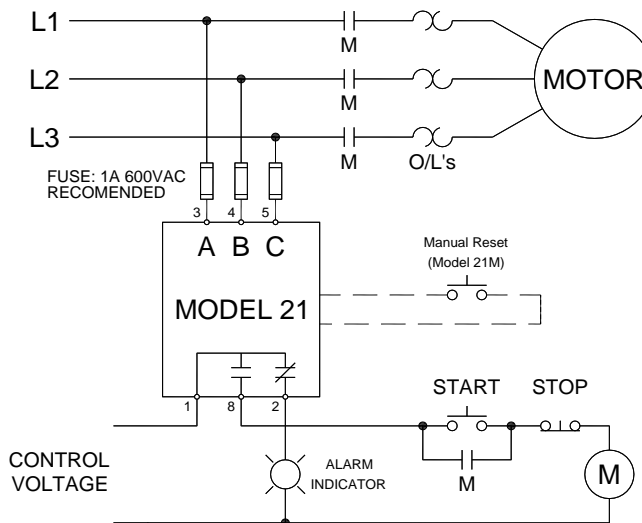 L1
M
L2
M
MOTOR
L3
M
O/L's
FUSE: 1A 600VAC
RECOMENDED
3 4 5
A B C
Manual Reset
(Model 21M)
MODEL 21
1 8 2
START STOP
M
CONTROL
VOLTAGE
ALARM
INDICATOR
M